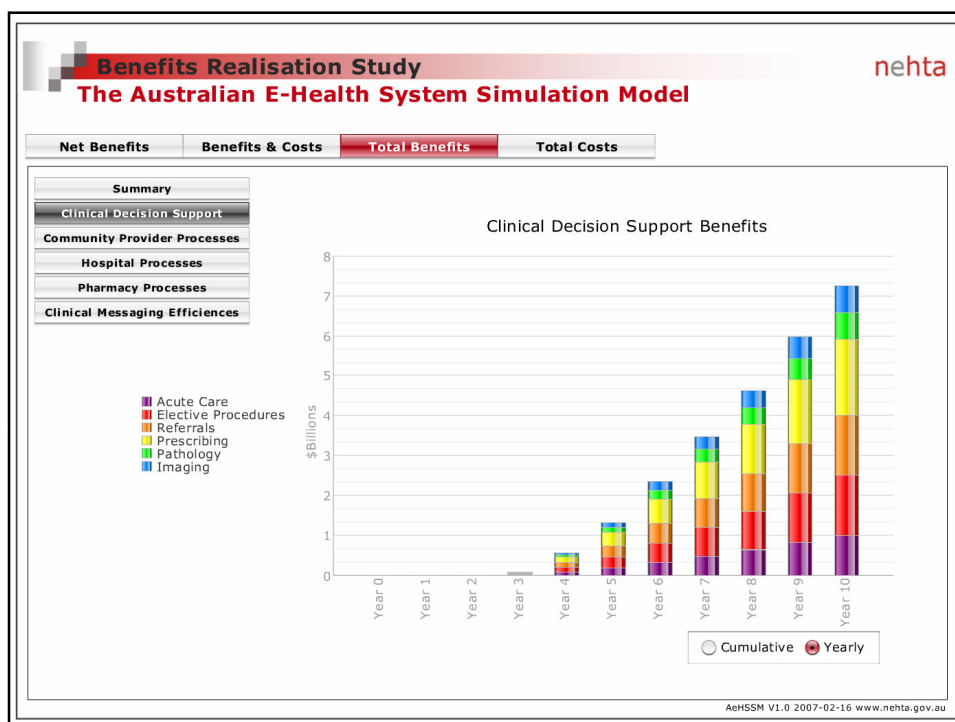 Benefits Realisation Study
nehta
The Australian E-Health System Simulation Model
Net Benefits
Benefits & Costs
Total Benefits
Total Costs
Summary
Clinical Decision Support
Community Provider Processes
Hospital Processes
Pharmacy Processes
Clinical Messaging Efficiences
Clinical Decision Support Benefits
Acute Care
Elective Procedures
Referrals
Prescribing
Pathology
Imaging
$Billions
8
7
6
5
4
3
2
1
0
Year 0
Year 1
Year 2
Year 3
Year 4
Year 5
Year 6
Year 7
Year 8
Year 9
Year 10
Cumulative
Yearly
AeHSSM V1.0 2007-02-16 www.nehta.gov.au